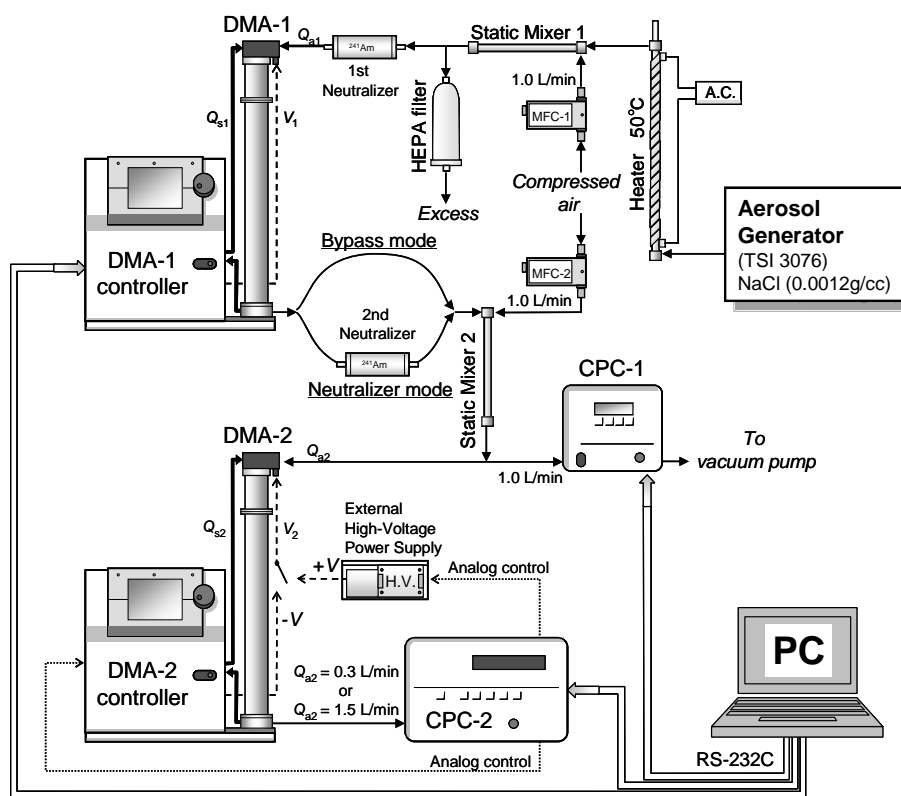 DMA-1
Qa1
241Am
1st
Neutralizer
Static Mixer 1
1.0 L/min
MFC-1
HEPA filter
Excess
Compressed
air
MFC-2
1.0 L/min
Heater 50°C
A.C.
Aerosol
Generator
(TSI 3076)
NaCl (0.0012g/cc)
Qs1
V1
DMA-1
controller
Bypass mode
2nd
Neutralizer
241Am
Neutralizer mode
Static Mixer 2
CPC-1
To
vacuum pump
DMA-2
Qa2
1.0 L/min
Qs2
V2
External
High-Voltage
Power Supply
+V
H.V.
Analog control
-V
DMA-2
controller
Qa2 = 0.3 L/min
or
Qa2 = 1.5 L/min
CPC-2
Analog control
PC
RS-232C